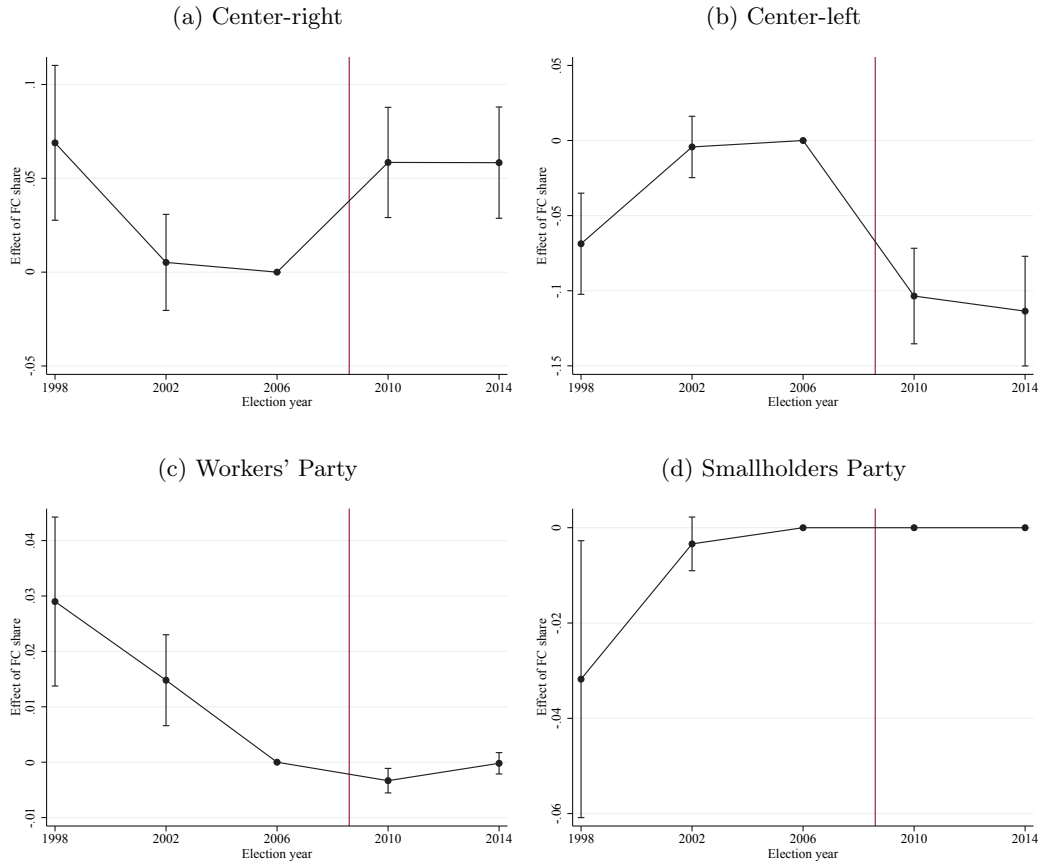 (a) Center-right
Effect of FC share
.1
.05
0
-.05
1998 2002 2006 2010 2014
Election year
(b) Center-left
Effect of FC share
.05
0
-.05
-.1
-.15
1998 2002 2006 2010 2014
Election year
(c) Workers' Party
Effect of FC share
.04
.03
.02
.01
0
-.01
1998 2002 2006 2010 2014
Election year
(d) Smallholders Party
Effect of FC share
0
-.02
-.04
-.06
1998 2002 2006 2010 2014
Election year